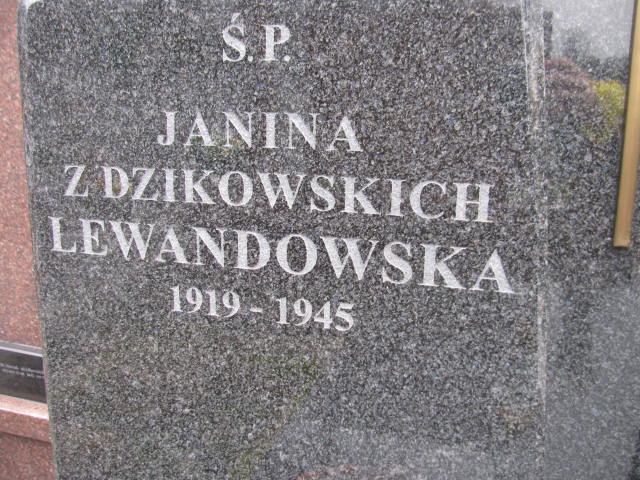 Ś.P.
JANINA
Z DZIKOWSKICH
LEWANDOWSKA
1919 - 1945